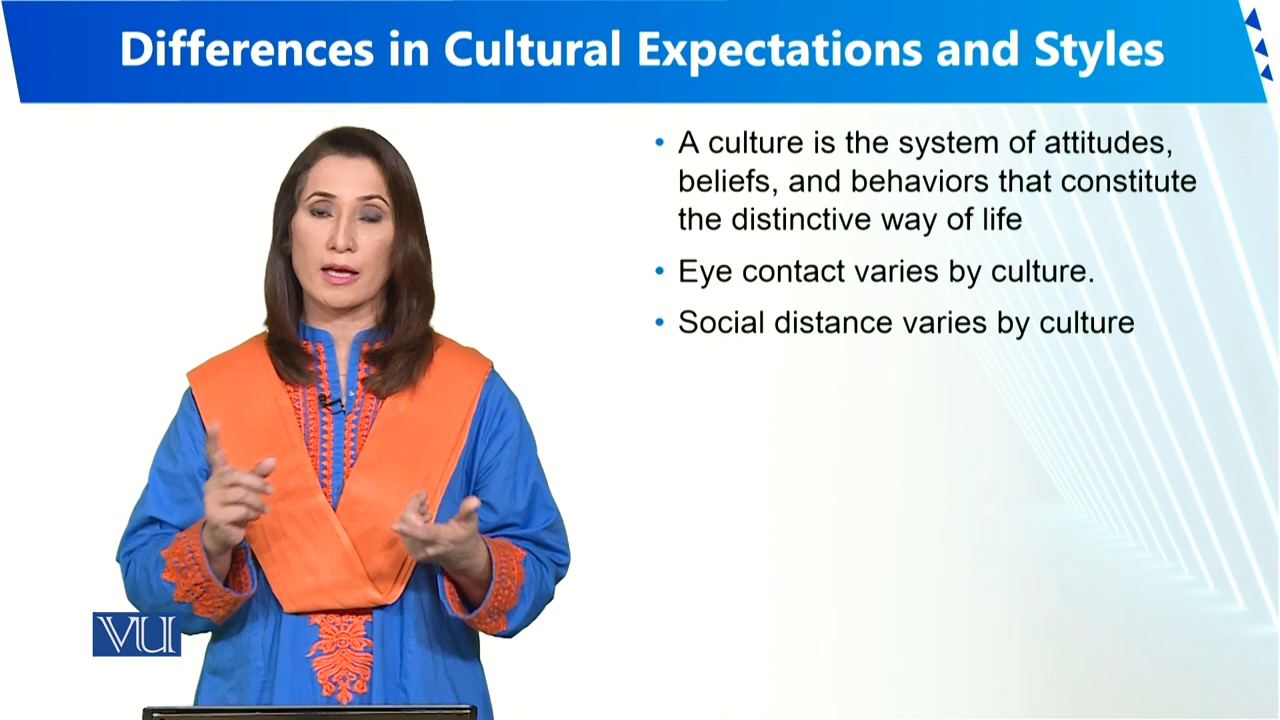 Differences in Cultural Expectations and Styles
• A culture is the system of attitudes,
beliefs, and behaviors that constitute
the distinctive way of life
• Eye contact varies by culture.
• Social distance varies by culture
VU